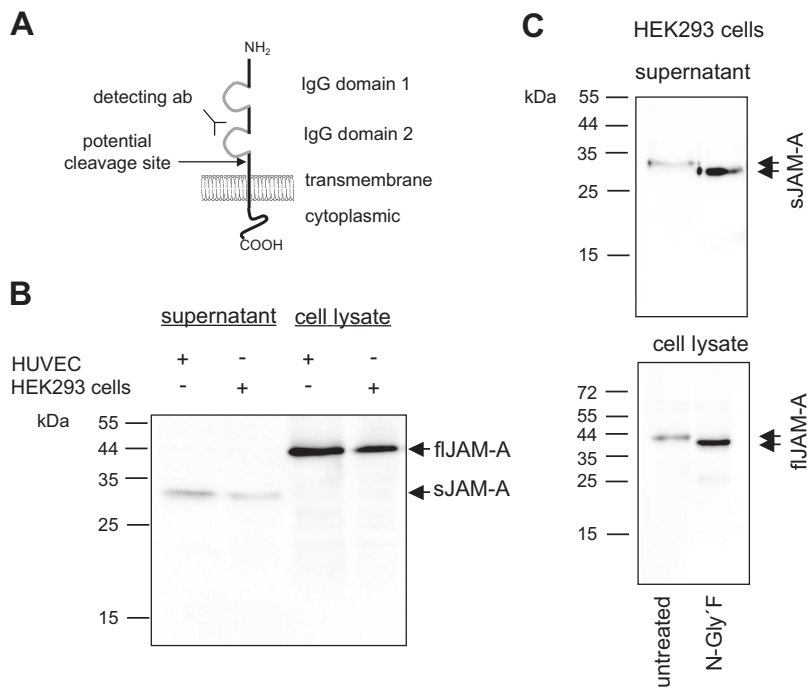 A
NH2
detecting ab
IgG domain 1
IgG domain 2
potential
cleavage site
transmembrane
cytoplasmic
COOH
B
supernatant cell lysate
HUVEC + - + -
HEK293 cells - + - +
kDa
55
44
35
25
15
flJAM-A
sJAM-A
C
HEK293 cells
supernatant
kDa
55
44
35
25
15
sJAM-A
cell lysate
72
55
44
35
25
15
flJAM-A
untreated
N-Gly´F